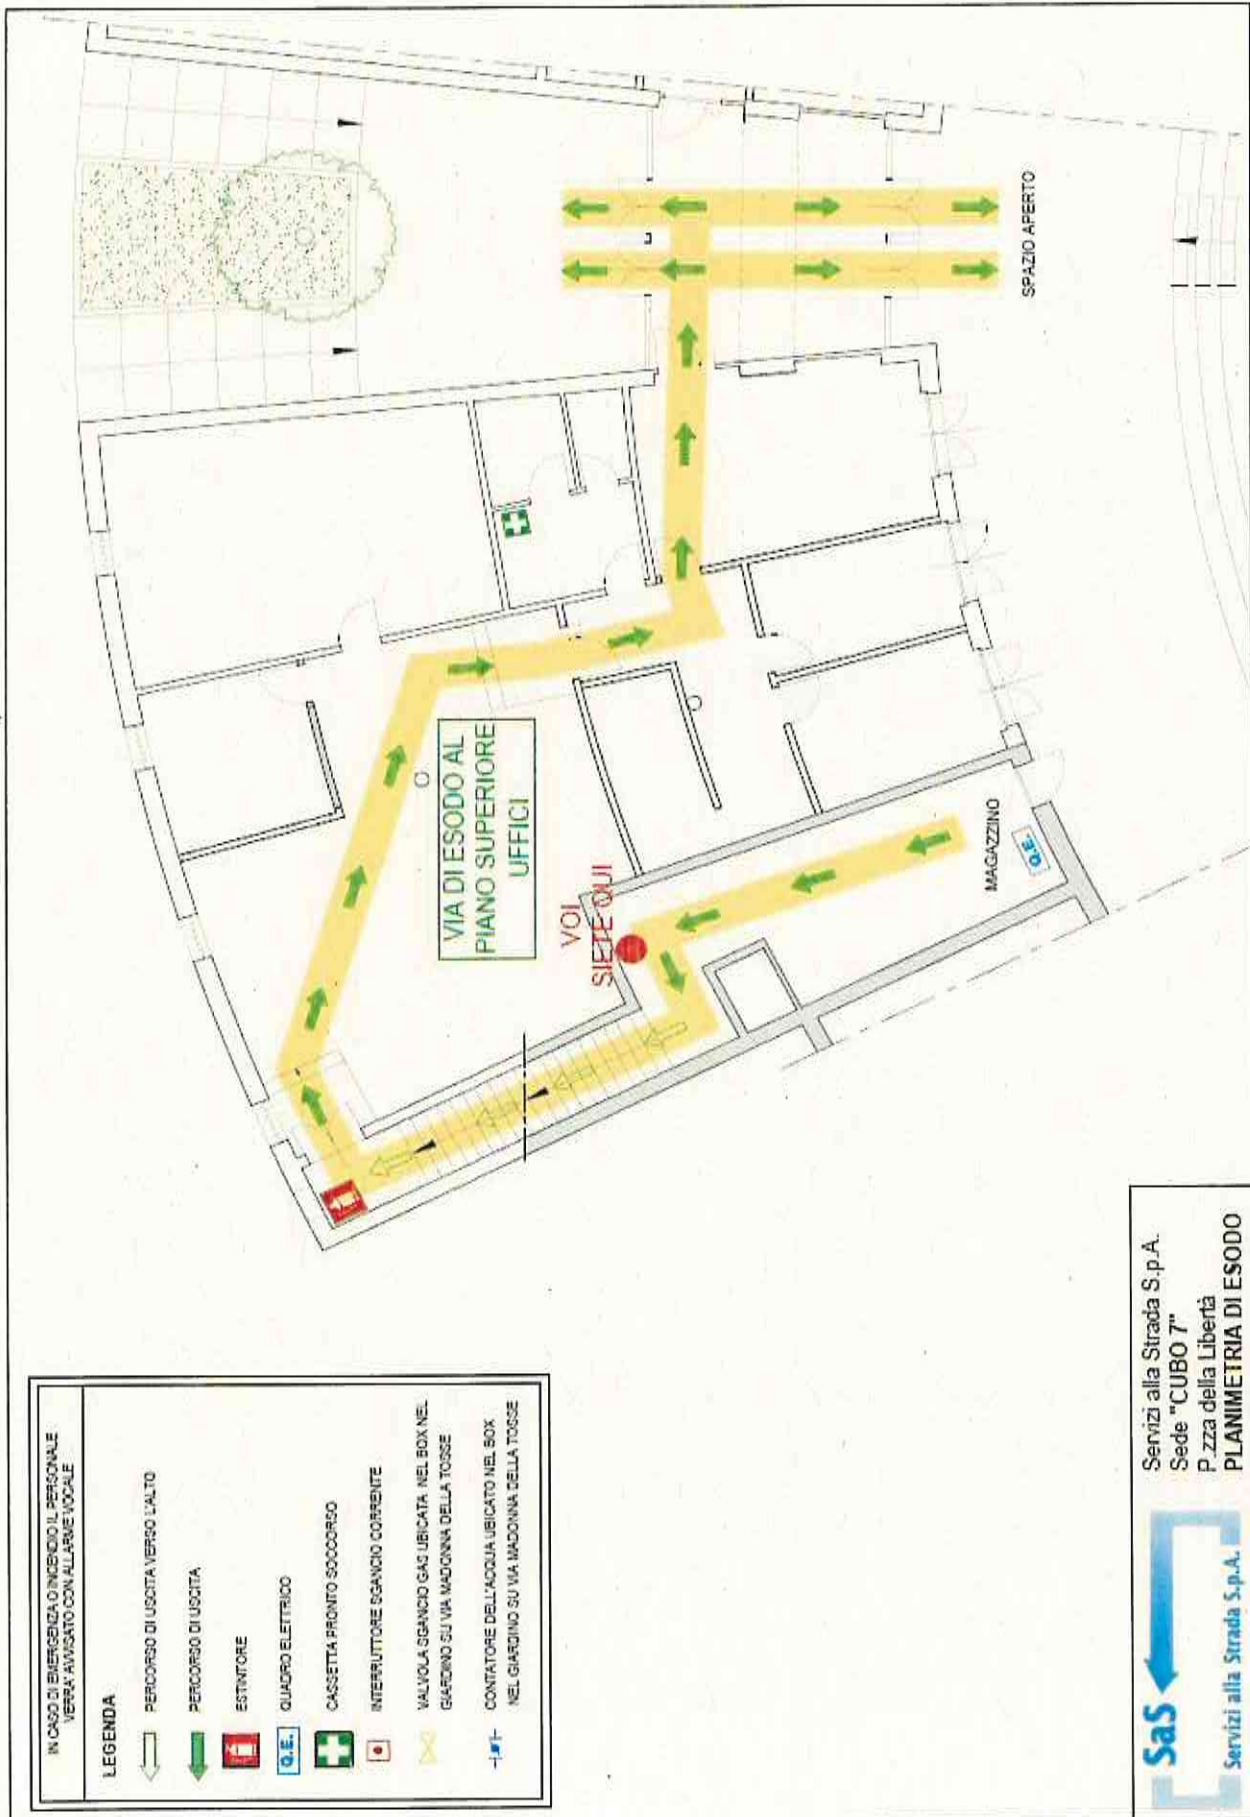 IN CASO DI EMERGENZA O INCENDIO IL PERSONALE
VERRA' AVVISATO CON ALLARME VOCALE
LEGENDA
PERCORSO DI USCITA VERSO L'ALTO
PERCORSO DI USCITA
ESTINTORE
Q.E.
QUADRO ELETTRICO
CASSETTA PRONTO SOCCORSO
INTERRUTTORE SGANCIO CORRENTE
VALVOLA SGANCIO GAS UBICATA NEL BOX NEL
GIARDINO SU VIA MADONNA DELLA TOSSE
CONTATORE DELL'ACQUA UBICATO NEL BOX
NEL GIARDINO SU VIA MADONNA DELLA TOSSE
VIA DI ESODO AL
PIANO SUPERIORE
UFFICI
VOI
SIETE QUI
MAGAZZINO
Q.E.
SPAZIO APERTO
SaS
Servizi alla Strada S.p.A.
Servizi alla Strada S.p.A.
Sede "CUBO 7"
P.zza della Libertà
PLANIMETRIA DI ESODO